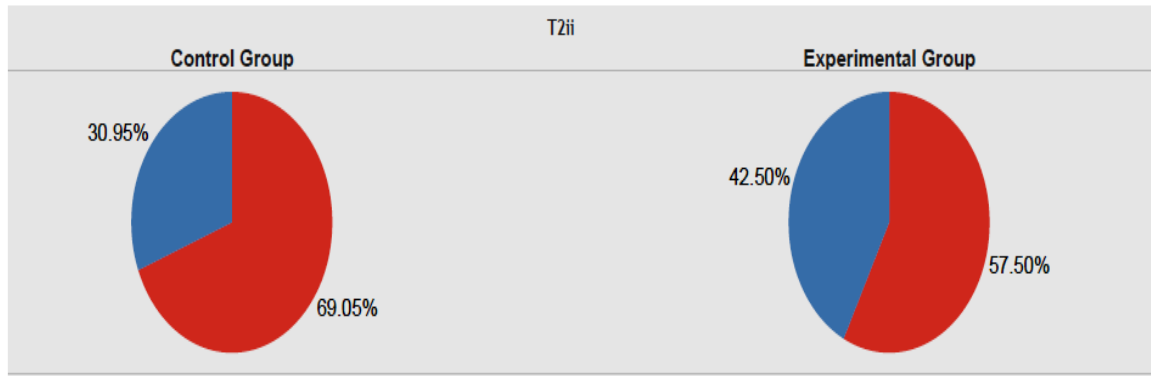 T2ii
Control Group
Experimental Group
30.95%
69.05%
42.50%
57.50%